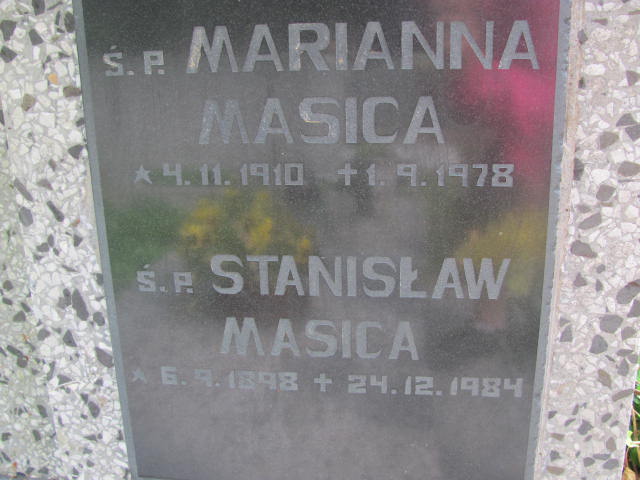 Ś.P. MARIANNA
MASICA
★ 4.11.1910 ✝ 1.9.1978
Ś.P. STANISŁAW
MASICA
★ 6.9.1898 ✝ 24.12.1984